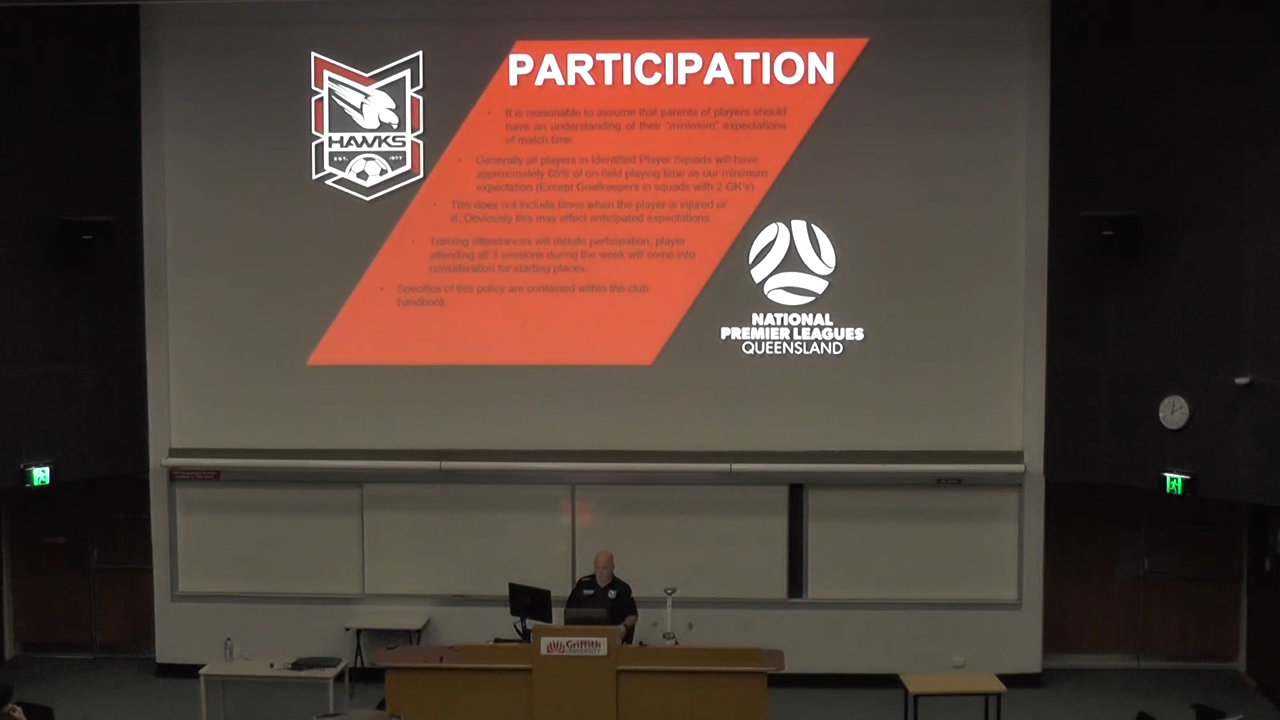 PARTICIPATION
• It is reasonable to assume that parents of players should
have an understanding of their "minimum" expectations
of match time.
• Generally all players in Identified Player Squads will have
approximately 65% of on-field playing time as our minimum
expectation (Except Goalkeepers in squads with 2 GK's)
• This does not include times when the player is injured or
ill. Obviously this may affect anticipated expectations
• Training attendances will dictate participation, player
attending all 3 sessions during the week will come into
consideration for starting places.
• Specifics of this policy are contained within the club
handbook.
HAWKS
EST. 1977
NATIONAL
PREMIER LEAGUES
QUEENSLAND
Griffith
UNIVERSITY